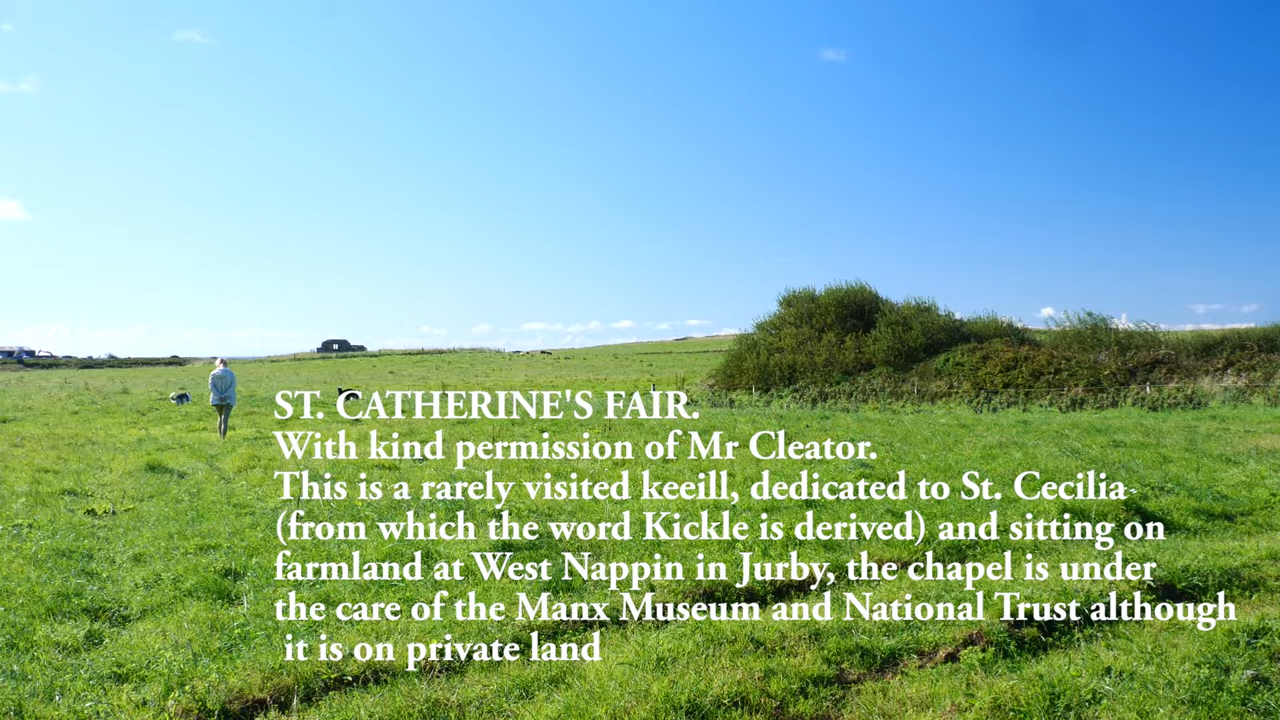 ST. CATHERINE'S FAIR.
With kind permission of Mr Cleator.
This is a rarely visited keeill, dedicated to St. Cecilia
(from which the word Kickle is derived) and sitting on
farmland at West Nappin in Jurby, the chapel is under
the care of the Manx Museum and National Trust although
it is on private land